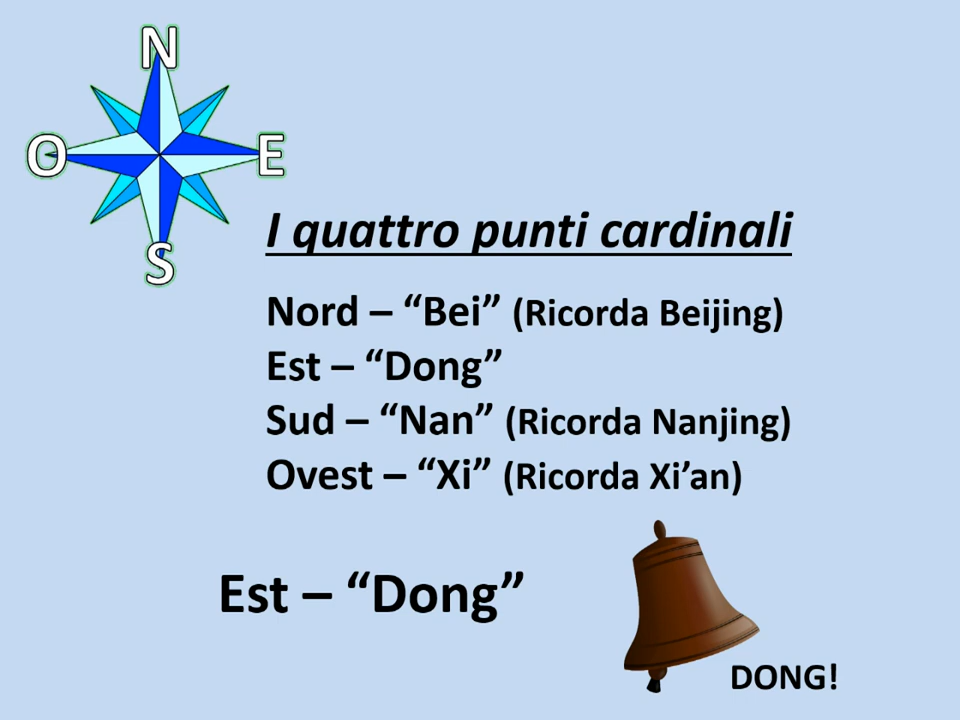 N
O
E
S
I quattro punti cardinali
Nord – “Bei” (Ricorda Beijing)
Est – “Dong”
Sud – “Nan” (Ricorda Nanjing)
Ovest – “Xi” (Ricorda Xi’an)
Est – “Dong”
DONG!